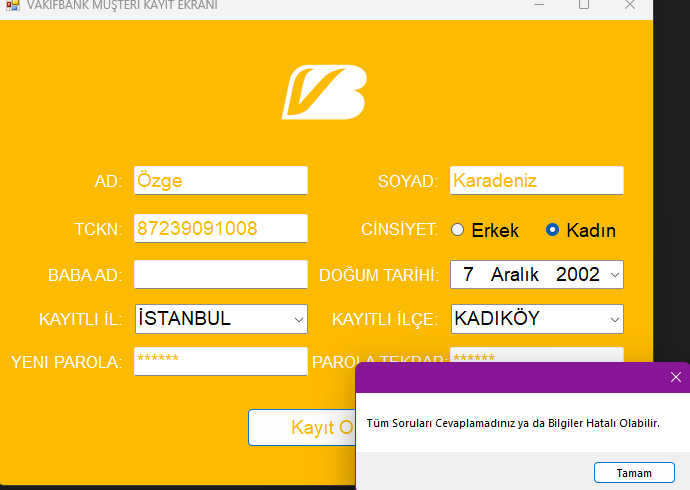 VAKIFBANK MÜŞTERİ KAYIT EKRANI
VB
AD: Özge SOYAD: Karadeniz
TCKN: 87239091008 CİNSİYET: Erkek Kadın
BABA AD: DOĞUM TARİHİ: 7 Aralık 2002
KAYITLI İL: İSTANBUL KAYITLI İLÇE: KADIKÖY
YENI PAROLA: ****** PAROLA TEKRAR: ******
Kayıt O
Tüm Soruları Cevaplamadınız ya da Bilgiler Hatalı Olabilir.
Tamam